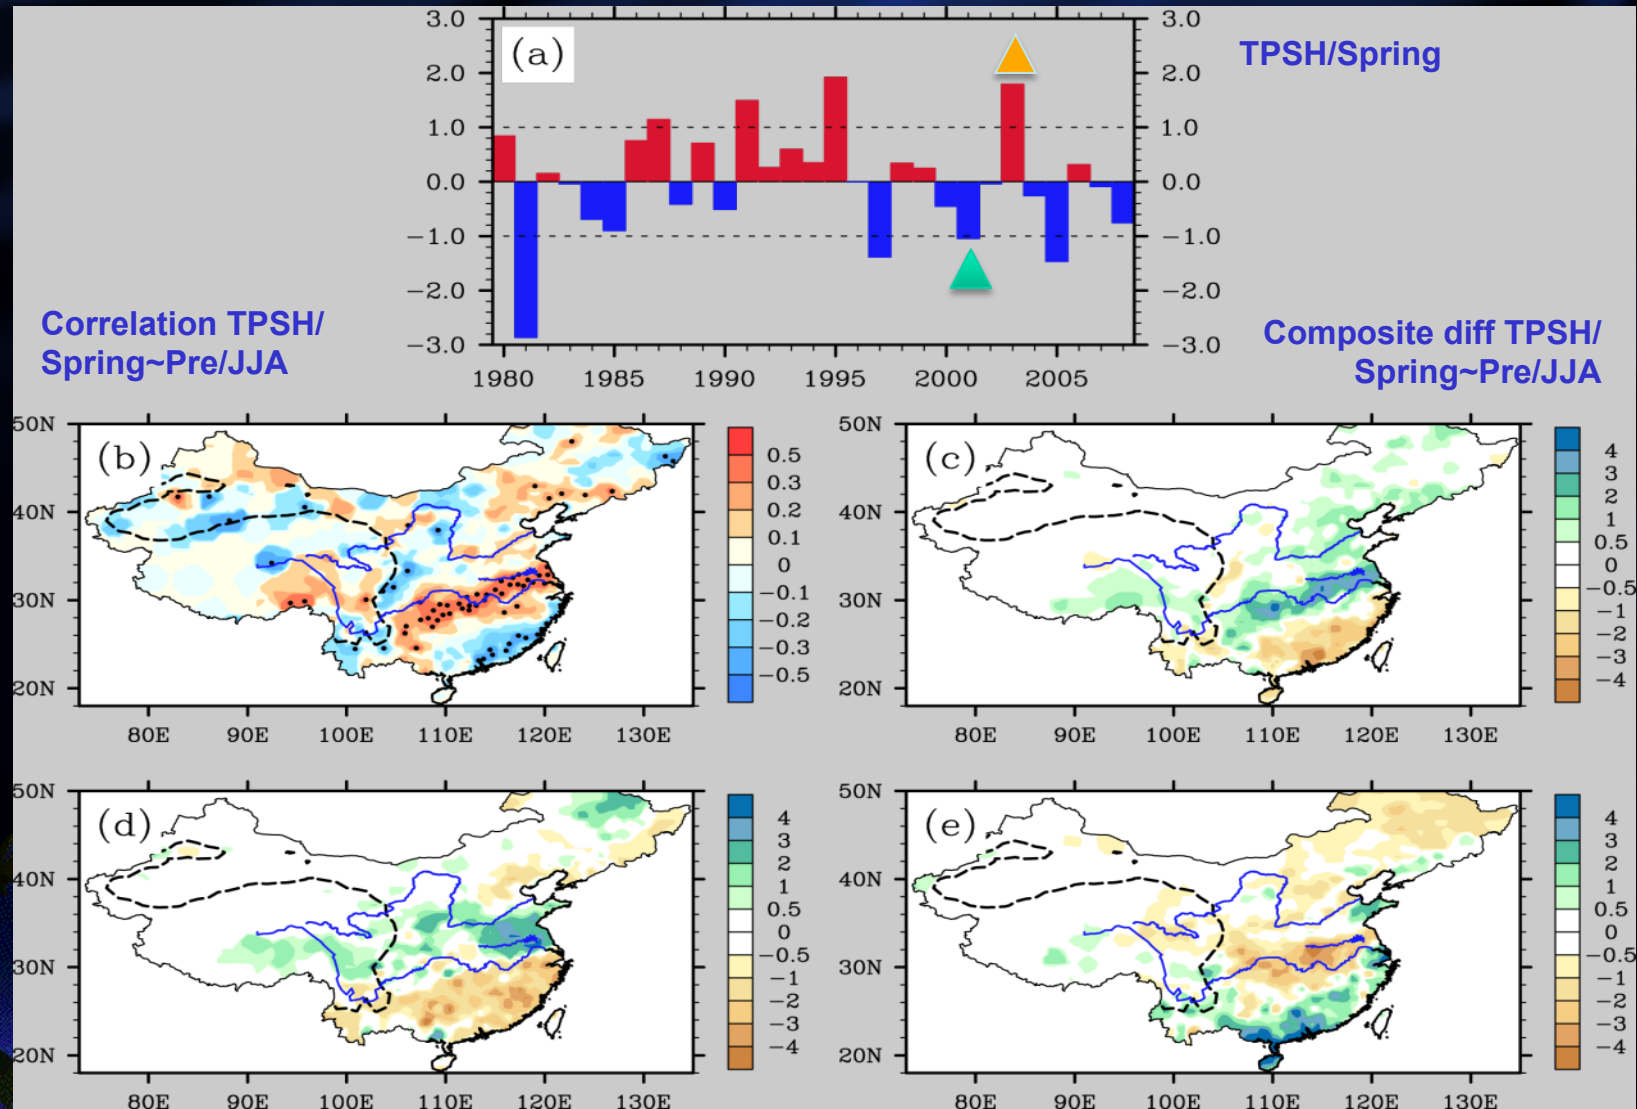 3.0 3.0
(a) TPSH/Spring
2.0 2.0
1.0 1.0
0.0 0.0
−1.0 −1.0
−2.0 −2.0
−3.0 −3.0
1980 1985 1990 1995 2000 2005
Correlation TPSH/
Spring~Pre/JJA
Composite diff TPSH/
Spring~Pre/JJA
(b)
50N
40N
30N
20N
80E 90E 100E 110E 120E 130E
0.5
0.3
0.2
0.1
0
−0.1
−0.2
−0.3
−0.5
(c)
50N
40N
30N
20N
80E 90E 100E 110E 120E 130E
4
3
2
1
0.5
0
−0.5
−1
−2
−3
−4
(d)
50N
40N
30N
20N
80E 90E 100E 110E 120E 130E
4
3
2
1
0.5
0
−0.5
−1
−2
−3
−4
(e)
50N
40N
30N
20N
80E 90E 100E 110E 120E 130E
4
3
2
1
0.5
0
−0.5
−1
−2
−3
−4